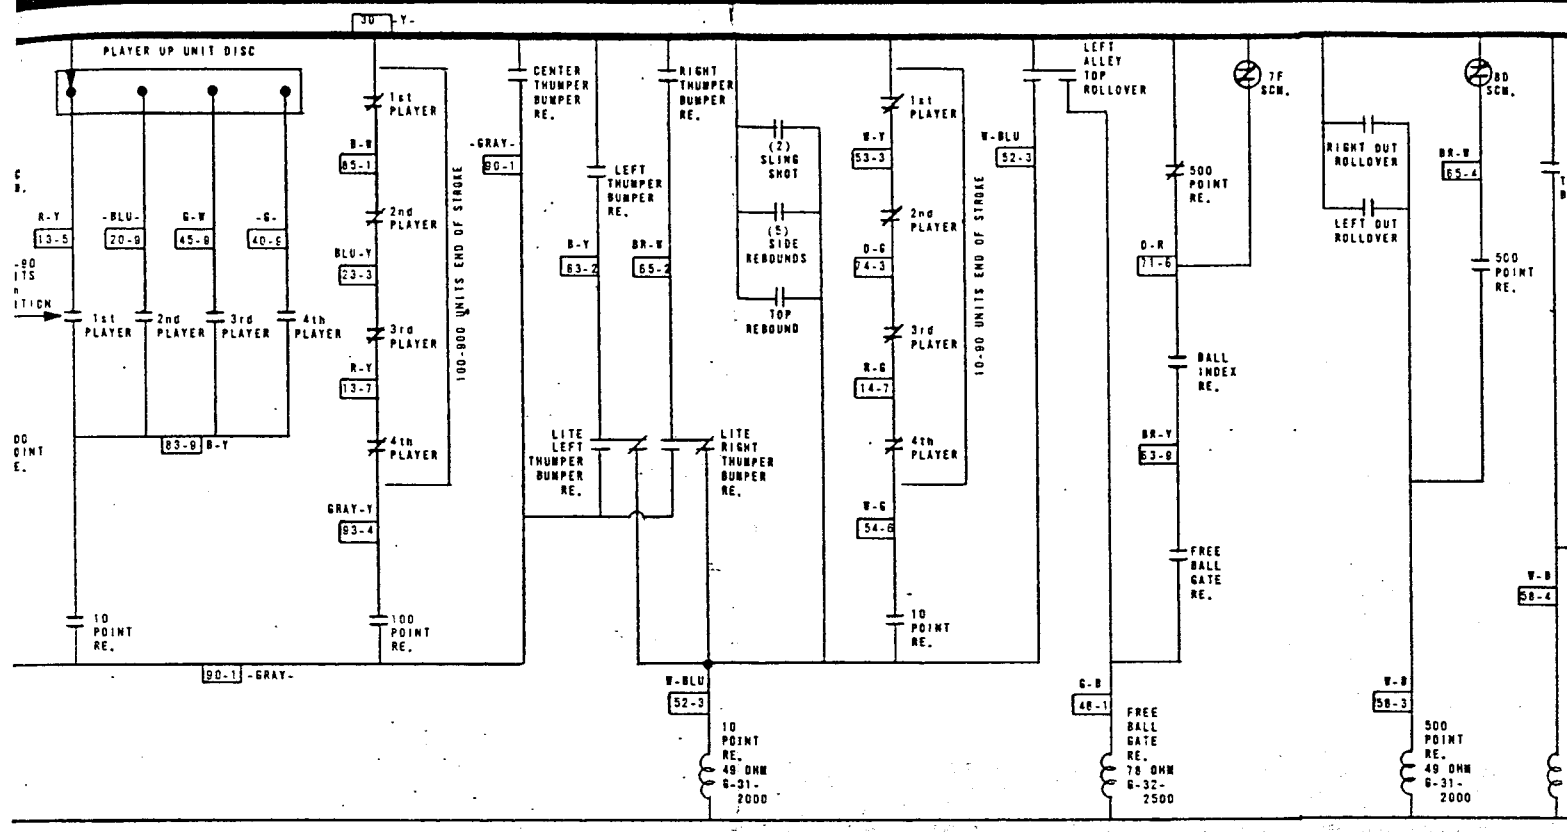 30 -Y-
PLAYER UP UNIT DISC
R-Y
13-5
-BLU-
20-9
G-W
45-9
-G-
40-9
1st
PLAYER
2nd
PLAYER
3rd
PLAYER
4th
PLAYER
83-9 B-Y
10
POINT
RE.
90-1 -GRAY-
1st
PLAYER
B-W
85-1
2nd
PLAYER
BLU-Y
23-3
3rd
PLAYER
R-Y
13-7
4th
PLAYER
GRAY-Y
93-4
100
POINT
RE.
100-900 UNITS END OF STROKE
CENTER
THUMPER
BUMPER
RE.
-GRAY-
90-1
LEFT
THUMPER
BUMPER
RE.
B-Y
63-2
LITE
LEFT
THUMPER
BUMPER
RE.
RIGHT
THUMPER
BUMPER
RE.
BR-W
65-2
LITE
RIGHT
THUMPER
BUMPER
RE.
(2)
SLING
SHOT
(5)
SIDE
REBOUNDS
TOP
REBOUND
W-BLU
52-3
10
POINT
RE.
49 OHM
G-31-
2000
1st
PLAYER
W-Y
53-3
2nd
PLAYER
O-G
74-3
3rd
PLAYER
R-G
14-7
4th
PLAYER
W-G
54-6
10
POINT
RE.
10-90 UNITS END OF STROKE
W-BLU
52-3
LEFT
ALLEY
TOP
ROLLOVER
7F
SCM.
500
POINT
RE.
O-R
71-6
BALL
INDEX
RE.
BR-Y
63-9
FREE
BALL
GATE
RE.
G-B
48-1
FREE
BALL
GATE
RE.
78 OHM
G-32-
2500
RIGHT OUT
ROLLOVER
LEFT OUT
ROLLOVER
8D
SCM.
BR-W
65-4
500
POINT
RE.
W-B
58-3
500
POINT
RE.
49 OHM
G-31-
2000
W-B
58-4